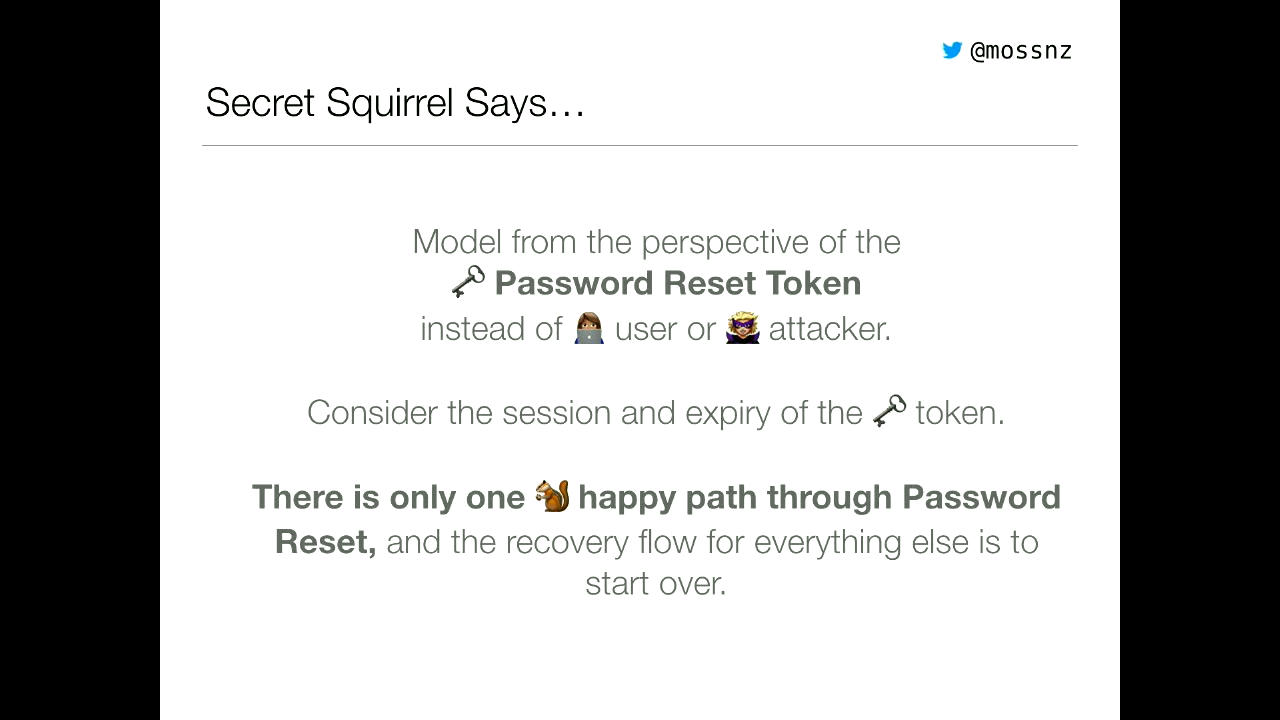 @mossnz
Secret Squirrel Says…
Model from the perspective of the
🗝 Password Reset Token
instead of 👩🏽‍💻 user or 🦹🏼 attacker.
Consider the session and expiry of the 🗝 token.
There is only one 🐿 happy path through Password
Reset, and the recovery flow for everything else is to
start over.